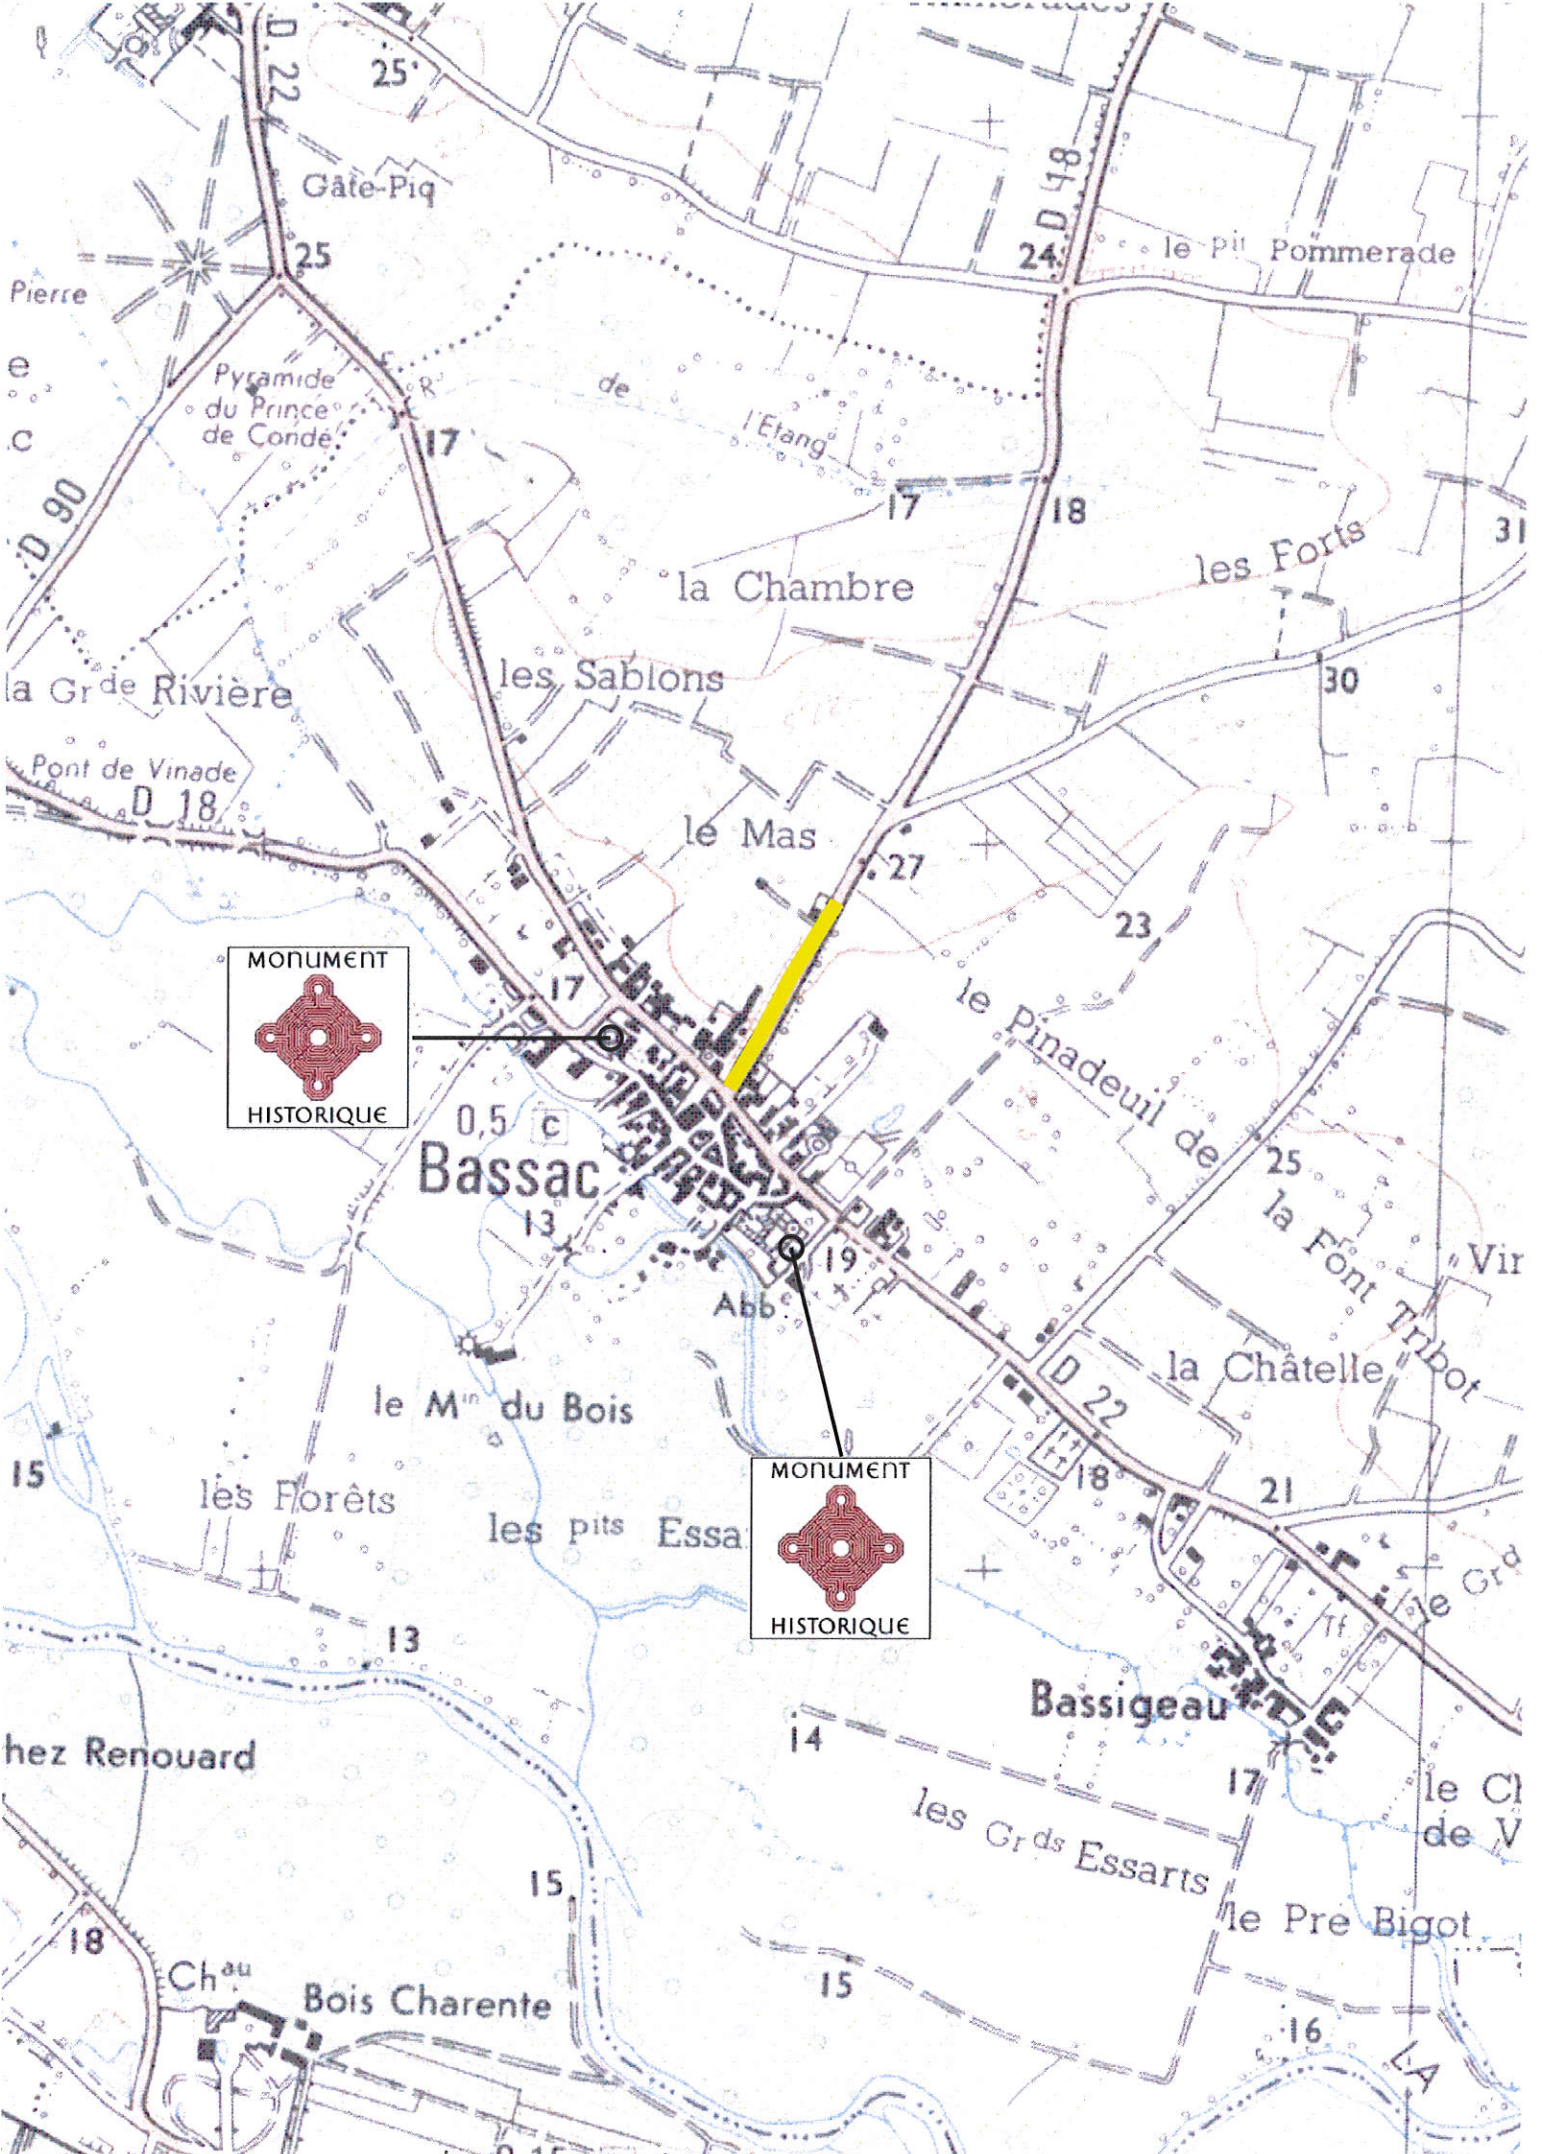 D. 22
25
Gâte-Piq
D 18
24
le Pit Pommerade
25
Pierre
e
c
Pyramide
du Prince
de Condé
R
de
l'Etang
17
17
18
31
D 90
la Chambre
les Forts
la Grde Rivière
les Sablons
30
Pont de Vinade
D 18
le Mas
27
23
MONUMENT
HISTORIQUE
17
le Pinadeuil de
la Font Tribot
0,5 c
Bassac
13
25
19
Abbe
Vir
la Châtelle
D 22
le Min du Bois
15
les Forêts
18
21
MONUMENT
HISTORIQUE
les pits Essa
le Grd
Tf
13
Bassigeau
14
hez Renouard
17
le Ch
de V
les Grds Essarts
15
le Pre Bigot
18
Chau
Bois Charente
15
16
LA